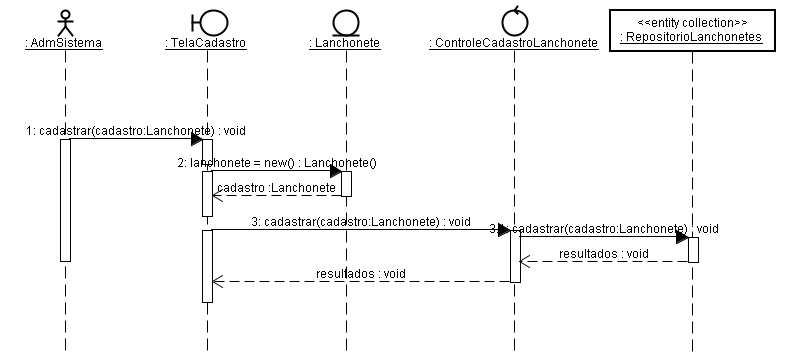 <<entity collection>>
: AdmSistema : TelaCadastro : Lanchonete : ControleCadastroLanchonete : RepositorioLanchonetes
1: cadastrar(cadastro:Lanchonete) : void
2: lanchonete = new() : Lanchonete()
cadastro :Lanchonete
3: cadastrar(cadastro:Lanchonete) : void
cadastrar(cadastro:Lanchonete) : void
resultados : void
resultados : void